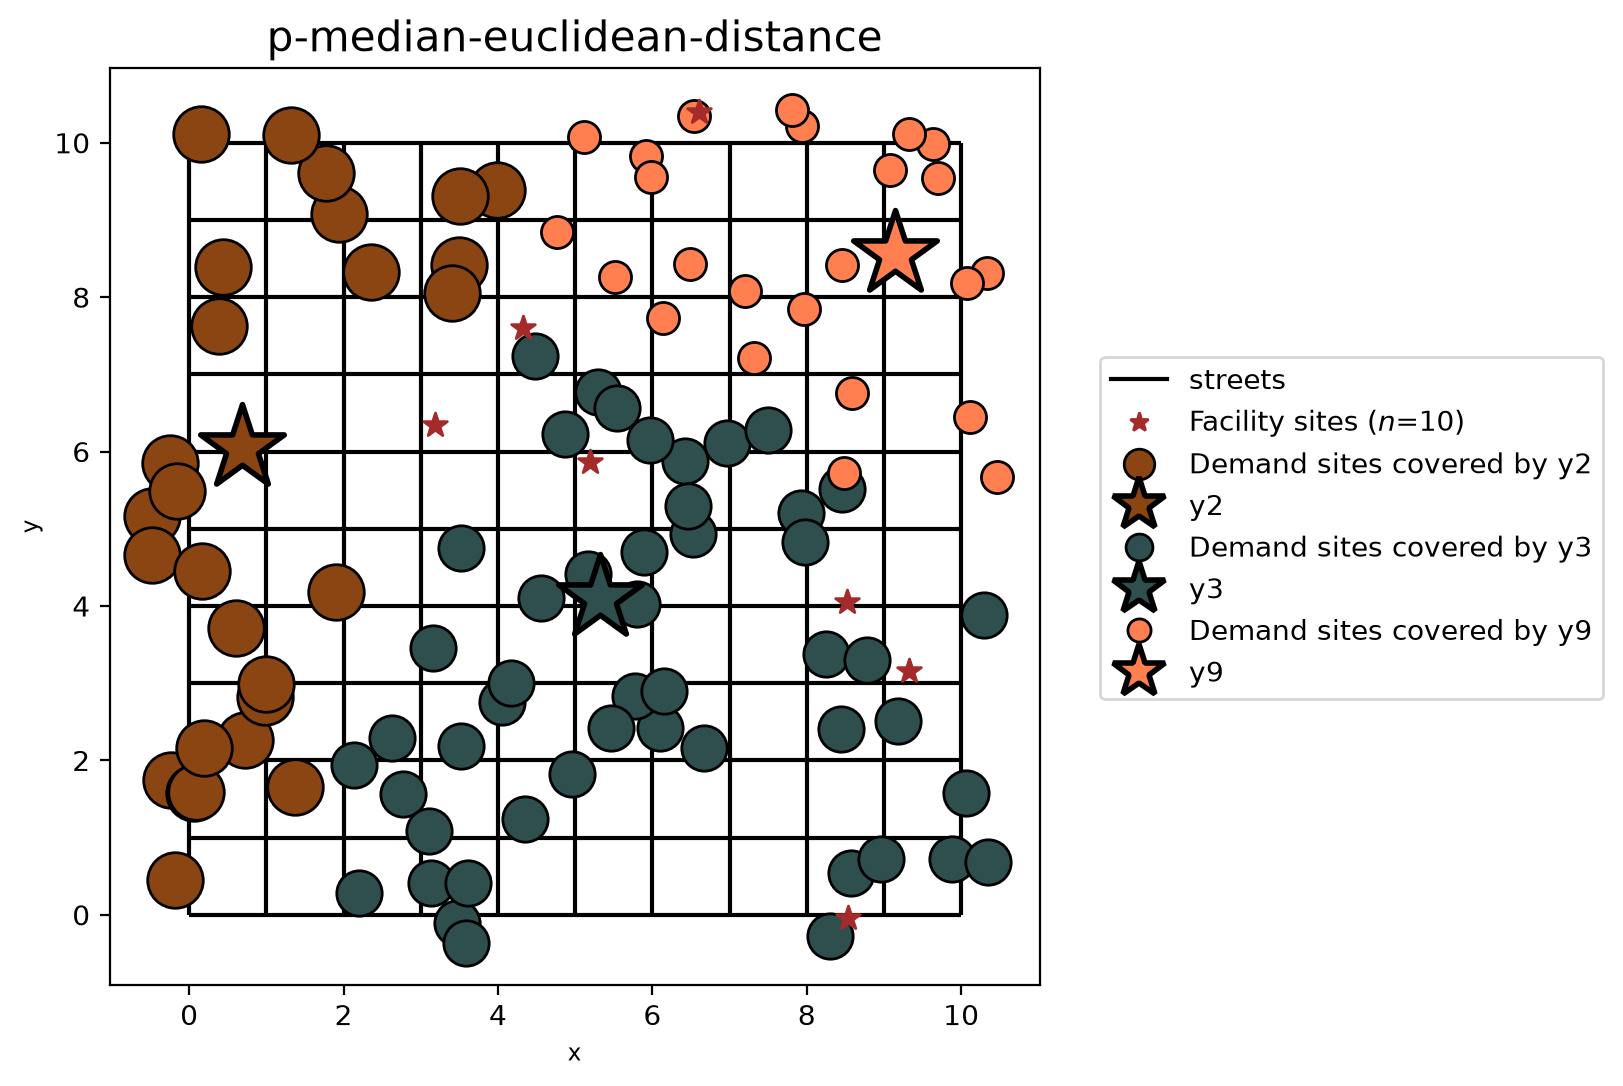 p-median-euclidean-distance
10
8
6
4
2
0
y
0 2 4 6 8 10
x
streets
Facility sites (n=10)
Demand sites covered by y2
y2
Demand sites covered by y3
y3
Demand sites covered by y9
y9